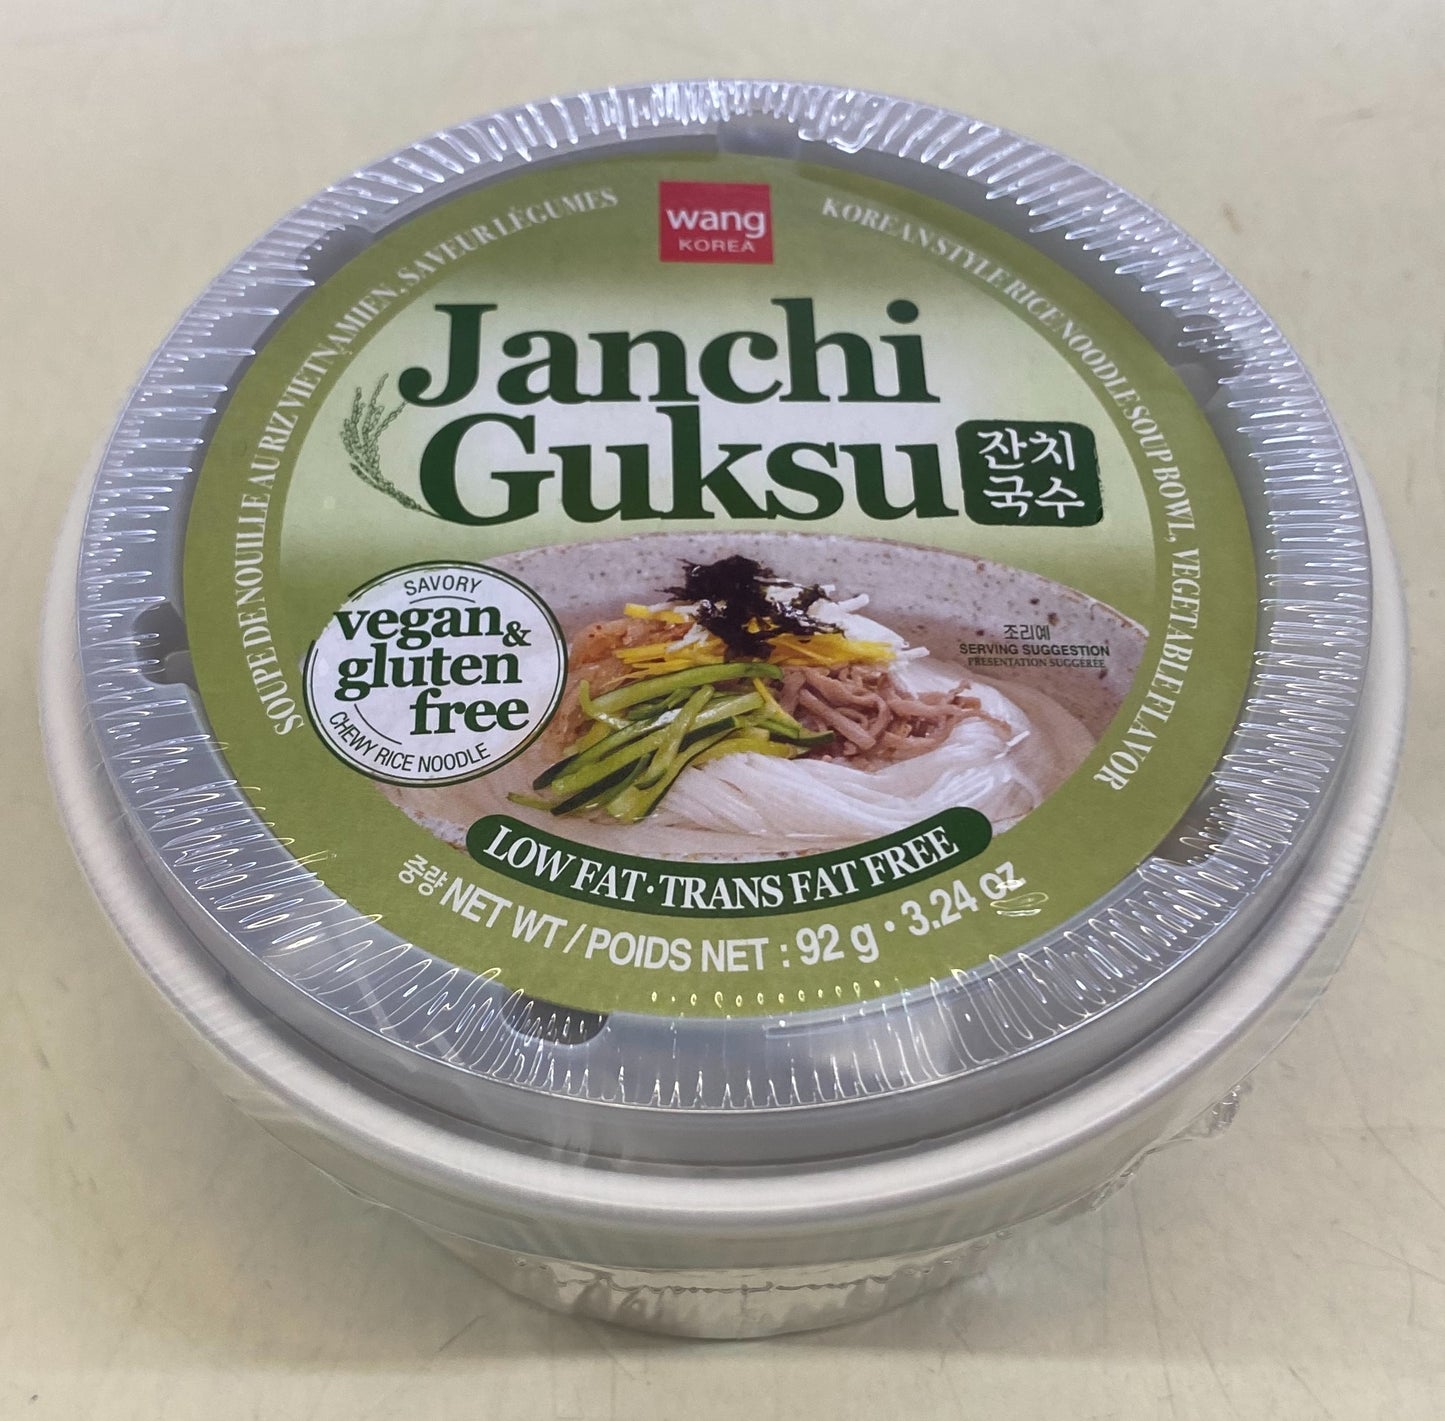 wang
KOREA
SOUPE DE NOUILLE AU RIZ VIETNAMIEN, SAVEUR LÉGUMES
KOREAN STYLE RICE NOODLE SOUP BOWL, VEGETABLE FLAVOR
Janchi
Guksu
잔치
국수
SAVORY
vegan &
gluten
free
CHEWY RICE NOODLE
조리예
SERVING SUGGESTION
PRÉSENTATION SUGGÉRÉE
LOW FAT · TRANS FAT FREE
중량 NET WT / POIDS NET : 92 g · 3.24 oz